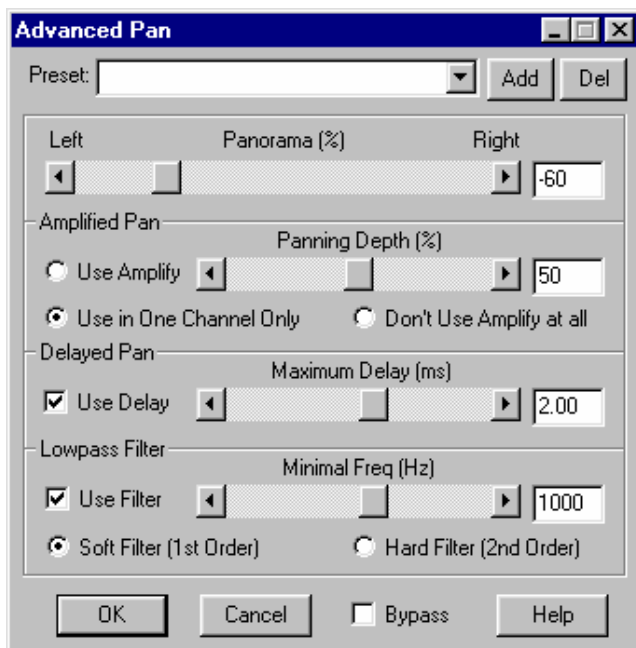 Advanced Pan
Preset: Add Del
Left Panorama (%) Right
-60
Amplified Pan
Panning Depth (%)
Use Amplify 50
Use in One Channel Only Don't Use Amplify at all
Delayed Pan
Maximum Delay (ms)
Use Delay 2.00
Lowpass Filter
Minimal Freq (Hz)
Use Filter 1000
Soft Filter (1st Order) Hard Filter (2nd Order)
OK Cancel Bypass Help